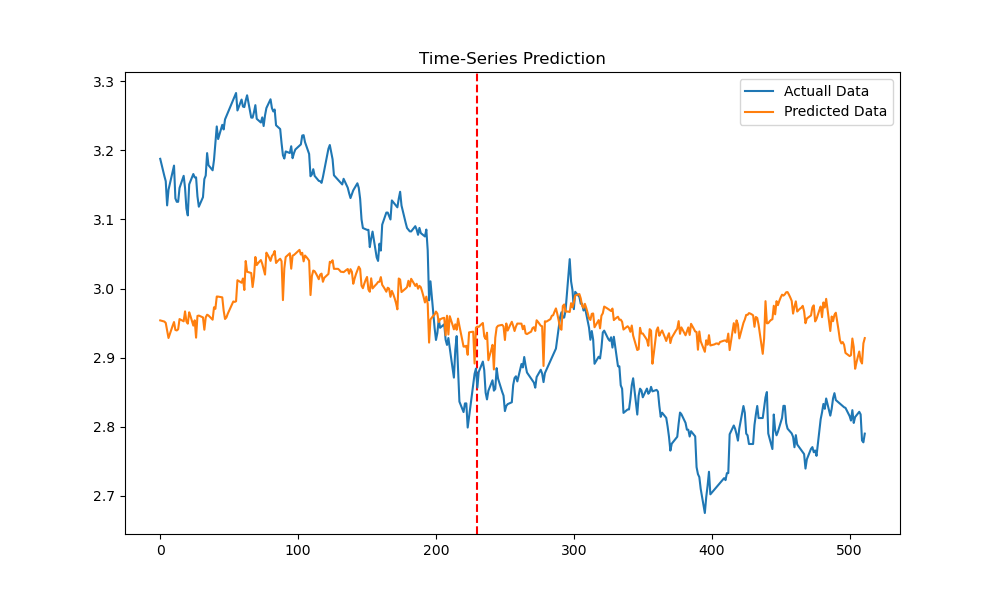 Time-Series Prediction
Actuall Data
Predicted Data
3.3
3.2
3.1
3.0
2.9
2.8
2.7
0 100 200 300 400 500